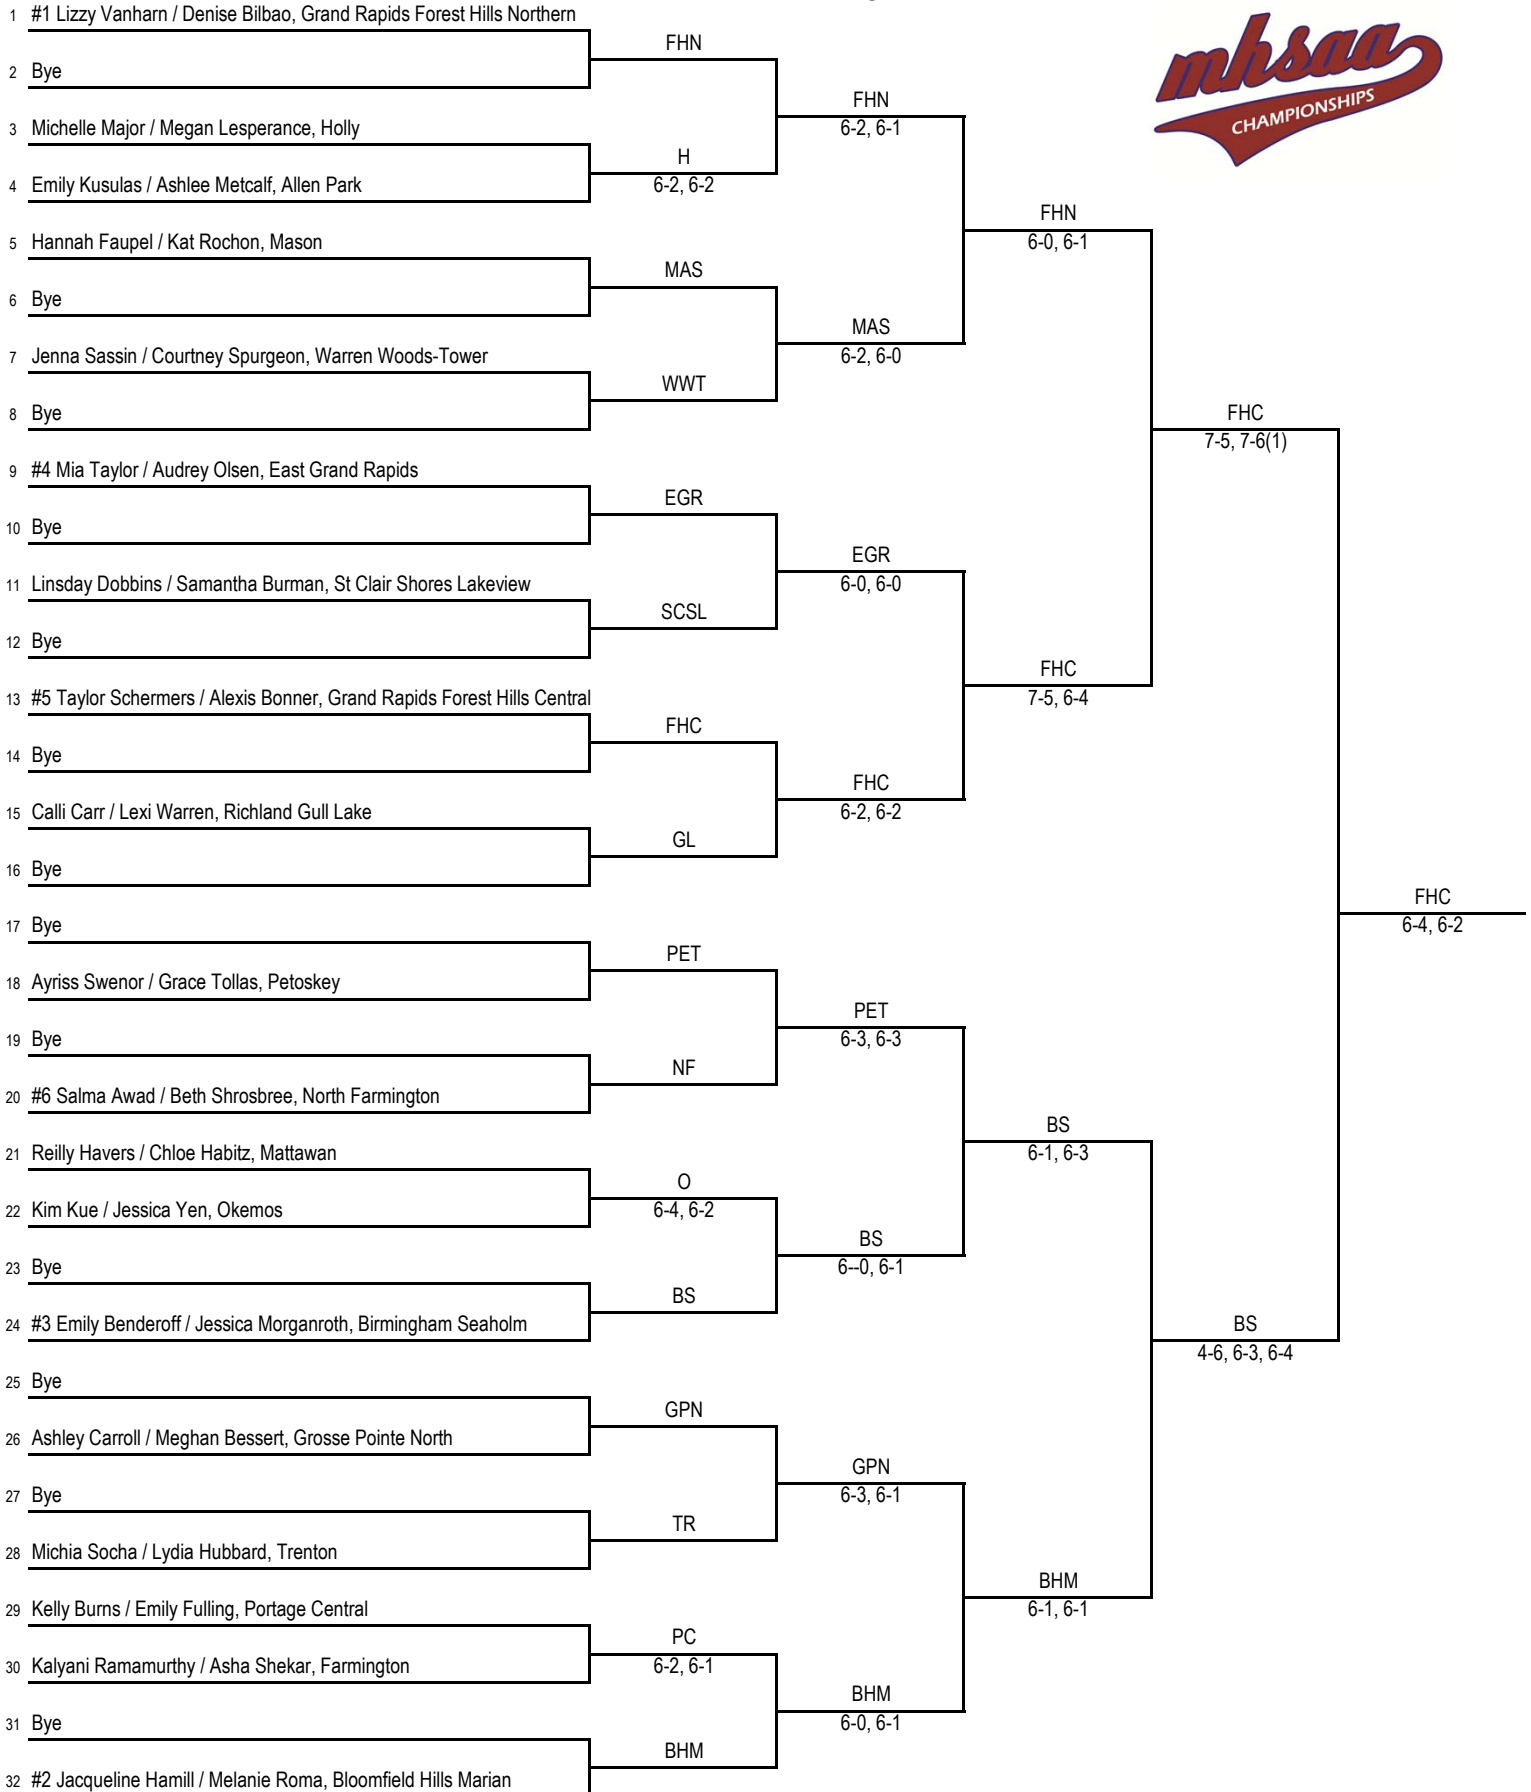 1 #1 Lizzy Vanharn / Denise Bilbao, Grand Rapids Forest Hills Northern
FHN
2 Bye
FHN
6-2, 6-1
3 Michelle Major / Megan Lesperance, Holly
H
6-2, 6-2
4 Emily Kusulas / Ashlee Metcalf, Allen Park
FHN
6-0, 6-1
5 Hannah Faupel / Kat Rochon, Mason
MAS
6 Bye
MAS
6-2, 6-0
7 Jenna Sassin / Courtney Spurgeon, Warren Woods-Tower
WWT
8 Bye
FHC
7-5, 7-6(1)
9 #4 Mia Taylor / Audrey Olsen, East Grand Rapids
EGR
10 Bye
EGR
6-0, 6-0
11 Linsday Dobbins / Samantha Burman, St Clair Shores Lakeview
SCSL
12 Bye
FHC
7-5, 6-4
13 #5 Taylor Schermers / Alexis Bonner, Grand Rapids Forest Hills Central
FHC
14 Bye
FHC
6-2, 6-2
15 Calli Carr / Lexi Warren, Richland Gull Lake
GL
16 Bye
FHC
6-4, 6-2
17 Bye
PET
18 Ayriss Swenor / Grace Tollas, Petoskey
PET
6-3, 6-3
19 Bye
NF
20 #6 Salma Awad / Beth Shrosbree, North Farmington
BS
6-1, 6-3
21 Reilly Havers / Chloe Habitz, Mattawan
O
6-4, 6-2
22 Kim Kue / Jessica Yen, Okemos
BS
6--0, 6-1
23 Bye
BS
24 #3 Emily Benderoff / Jessica Morganroth, Birmingham Seaholm
BS
4-6, 6-3, 6-4
25 Bye
GPN
26 Ashley Carroll / Meghan Bessert, Grosse Pointe North
GPN
6-3, 6-1
27 Bye
TR
28 Michia Socha / Lydia Hubbard, Trenton
BHM
6-1, 6-1
29 Kelly Burns / Emily Fulling, Portage Central
PC
6-2, 6-1
30 Kalyani Ramamurthy / Asha Shekar, Farmington
BHM
6-0, 6-1
31 Bye
BHM
32 #2 Jacqueline Hamill / Melanie Roma, Bloomfield Hills Marian
mhsaa
CHAMPIONSHIPS